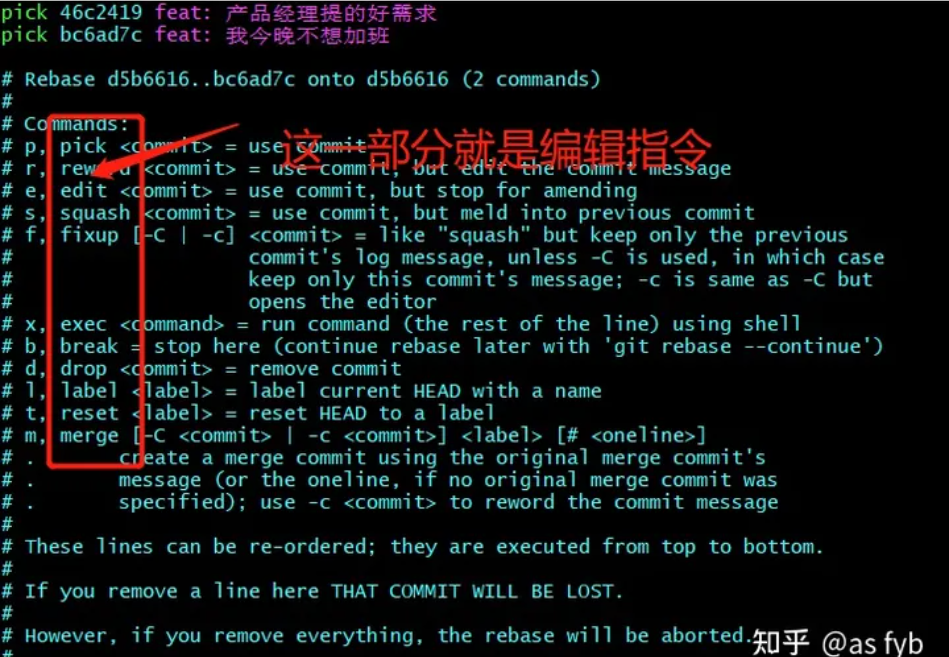 pick 46c2419 feat: 产品经理提的好需求
pick bc6ad7c feat: 我今晚不想加班
# Rebase d5b6616..bc6ad7c onto d5b6616 (2 commands)
#
# Commands:
# p, pick <commit> = use commit
这一部分就是编辑指令
# r, rew d <commit> = use commit, but edit the commit message
# e, edit <commit> = use commit, but stop for amending
# s, squash <commit> = use commit, but meld into previous commit
# f, fixup [-C | -c] <commit> = like "squash" but keep only the previous
# commit's log message, unless -C is used, in which case
# keep only this commit's message; -c is same as -C but
# opens the editor
# x, exec <command> = run command (the rest of the line) using shell
# b, break = stop here (continue rebase later with 'git rebase --continue')
# d, drop <commit> = remove commit
# l, label <label> = label current HEAD with a name
# t, reset <label> = reset HEAD to a label
# m, merge [-C <commit> | -c <commit>] <label> [# <oneline>]
# . create a merge commit using the original merge commit's
# . message (or the oneline, if no original merge commit was
# . specified); use -c <commit> to reword the commit message
#
# These lines can be re-ordered; they are executed from top to bottom.
#
# If you remove a line here THAT COMMIT WILL BE LOST.
#
# However, if you remove everything, the rebase will be aborted.
#
知乎 @as fyb